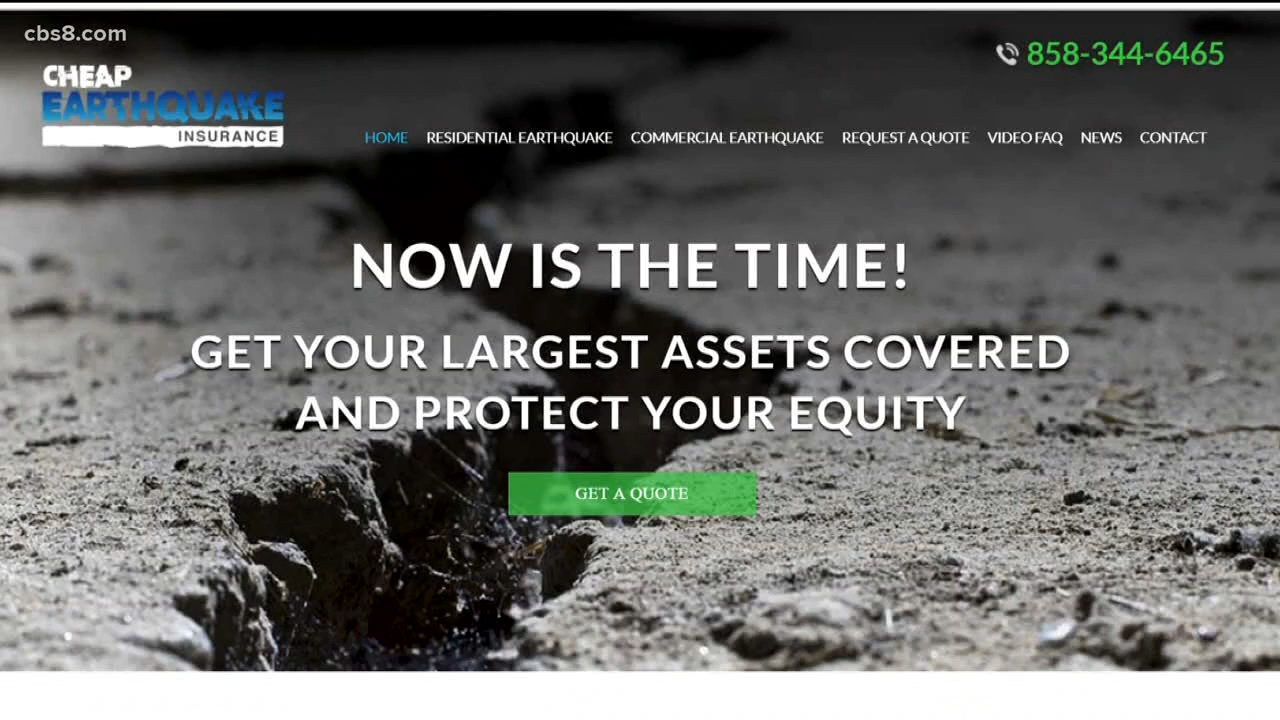 cbs8.com
858-344-6465
CHEAP
EARTHQUAKE
INSURANCE
HOME RESIDENTIAL EARTHQUAKE COMMERCIAL EARTHQUAKE REQUEST A QUOTE VIDEO FAQ NEWS CONTACT
NOW IS THE TIME!
GET YOUR LARGEST ASSETS COVERED
AND PROTECT YOUR EQUITY
GET A QUOTE